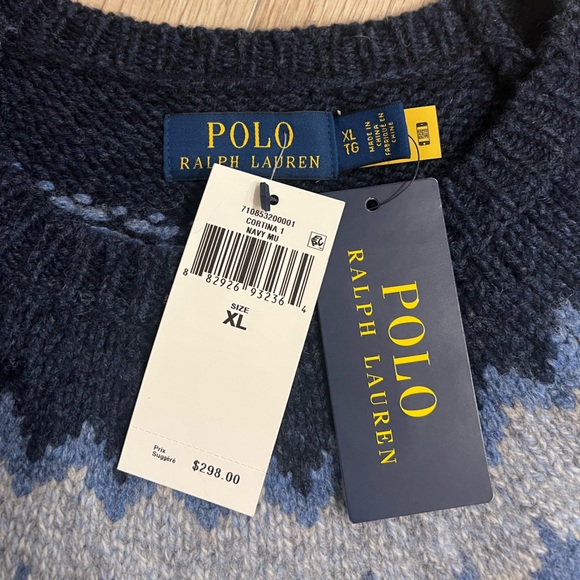 POLO
RALPH LAUREN
XL
TG
MADE IN
CHINA
FABRIQUÉ EN
CHINE
710853200001
CORTINA 1
NAVY MU
8 82926 93236 4
SIZE
XL
Prix
Suggéré
$298.00
POLO
RALPH LAUREN